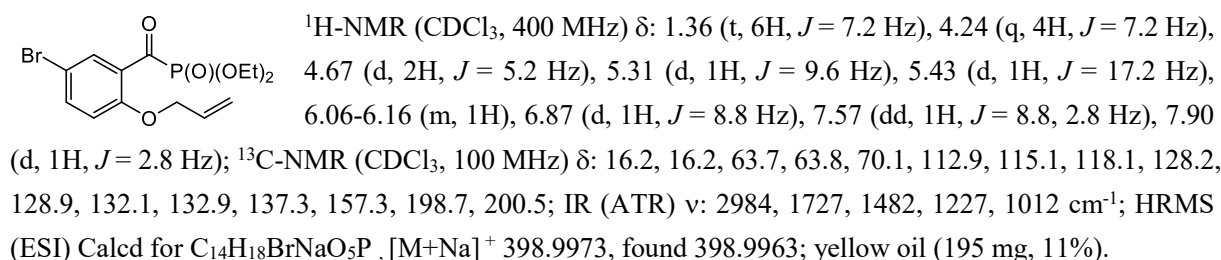 Br
O
P(O)(OEt)2
O
¹H-NMR (CDCl₃, 400 MHz) δ: 1.36 (t, 6H, J = 7.2 Hz), 4.24 (q, 4H, J = 7.2 Hz),
4.67 (d, 2H, J = 5.2 Hz), 5.31 (d, 1H, J = 9.6 Hz), 5.43 (d, 1H, J = 17.2 Hz),
6.06-6.16 (m, 1H), 6.87 (d, 1H, J = 8.8 Hz), 7.57 (dd, 1H, J = 8.8, 2.8 Hz), 7.90
(d, 1H, J = 2.8 Hz); ¹³C-NMR (CDCl₃, 100 MHz) δ: 16.2, 16.2, 63.7, 63.8, 70.1, 112.9, 115.1, 118.1, 128.2,
128.9, 132.1, 132.9, 137.3, 157.3, 198.7, 200.5; IR (ATR) ν: 2984, 1727, 1482, 1227, 1012 cm⁻¹; HRMS
(ESI) Calcd for C₁₄H₁₈BrNaO₅P , [M+Na]⁺ 398.9973, found 398.9963; yellow oil (195 mg, 11%).